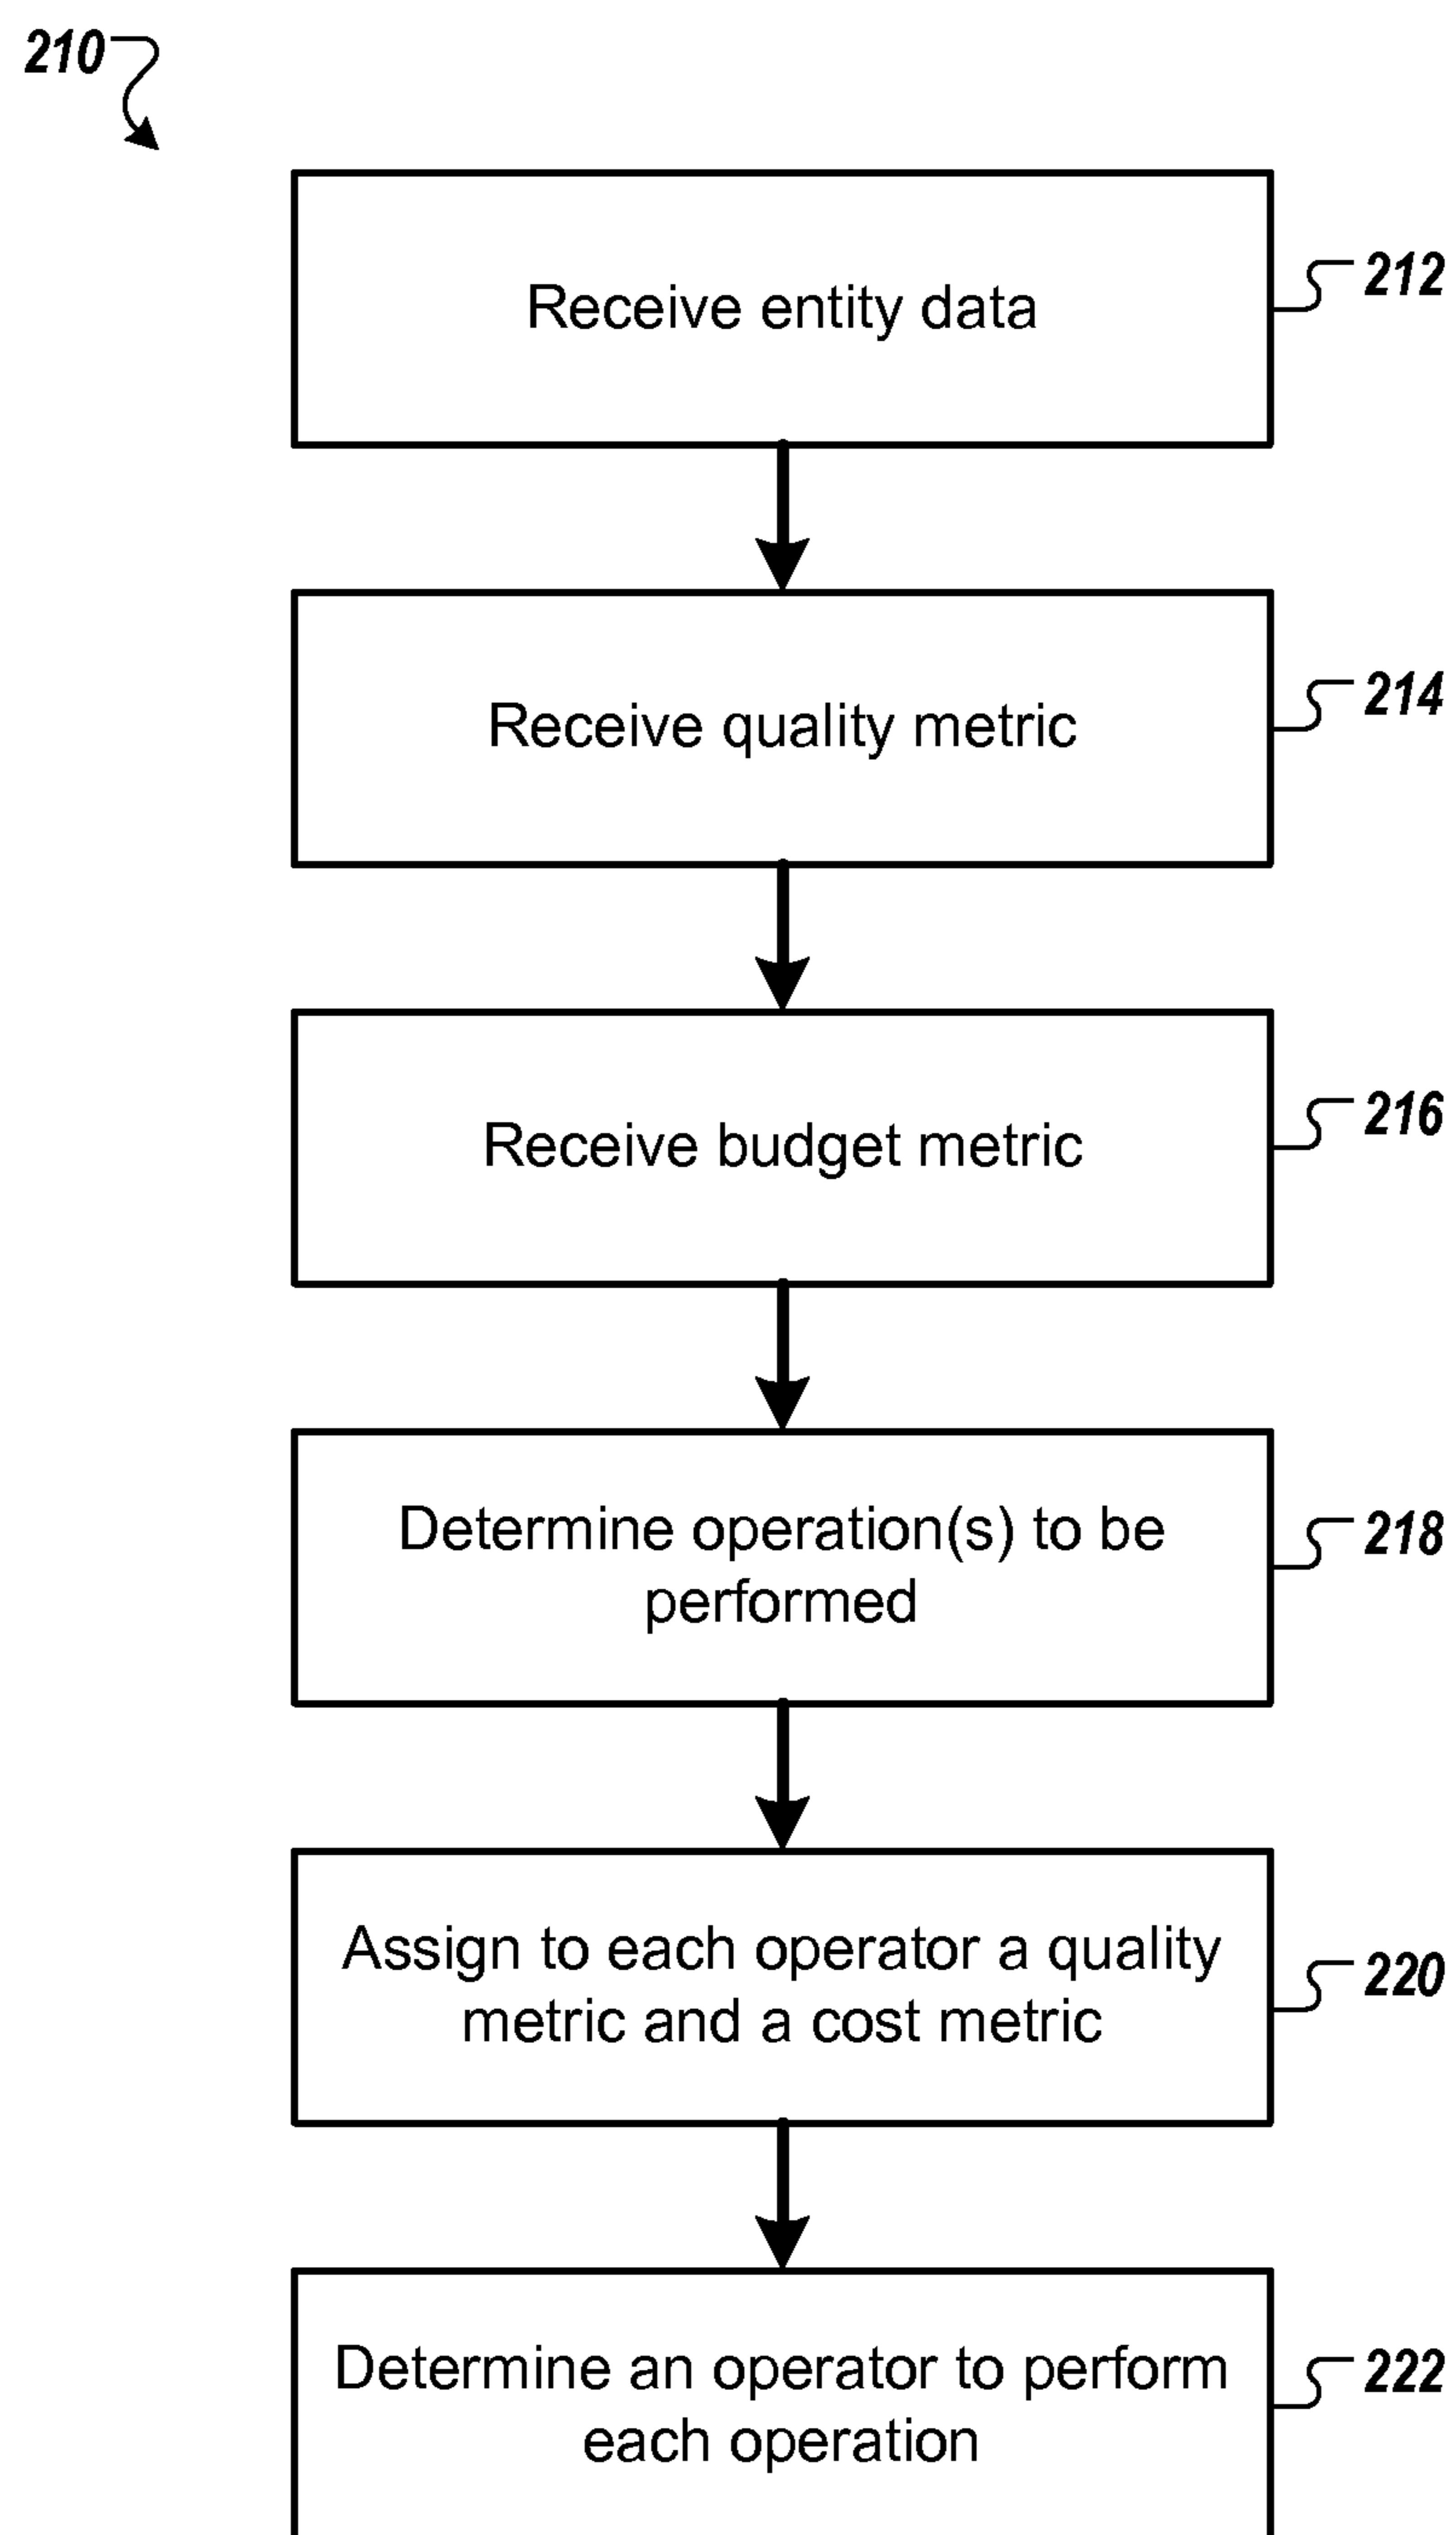 210
Receive entity data
212
Receive quality metric
214
Receive budget metric
216
Determine operation(s) to be
performed
218
Assign to each operator a quality
metric and a cost metric
220
Determine an operator to perform
each operation
222